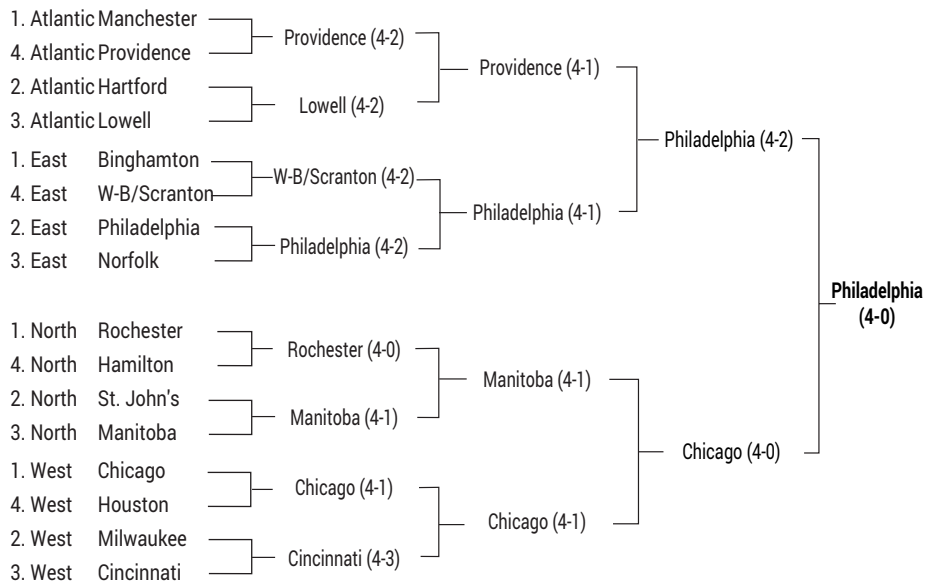 1. Atlantic Manchester
4. Atlantic Providence
2. Atlantic Hartford
3. Atlantic Lowell
1. East Binghamton
4. East W-B/Scranton
2. East Philadelphia
3. East Norfolk
1. North Rochester
4. North Hamilton
2. North St. John's
3. North Manitoba
1. West Chicago
4. West Houston
2. West Milwaukee
3. West Cincinnati
Providence (4-2)
Lowell (4-2)
W-B/Scranton (4-2)
Philadelphia (4-2)
Rochester (4-0)
Manitoba (4-1)
Chicago (4-1)
Cincinnati (4-3)
Providence (4-1)
Philadelphia (4-1)
Manitoba (4-1)
Chicago (4-1)
Philadelphia (4-2)
Chicago (4-0)
Philadelphia
(4-0)